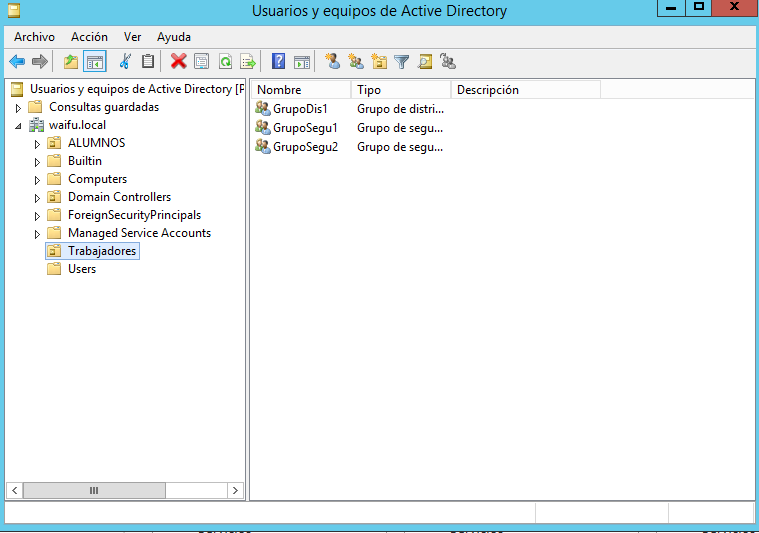 Usuarios y equipos de Active Directory
Archivo Acción Ver Ayuda
Usuarios y equipos de Active Directory [P
Consultas guardadas
waifu.local
ALUMNOS
Builtin
Computers
Domain Controllers
ForeignSecurityPrincipals
Managed Service Accounts
Trabajadores
Users
Nombre Tipo Descripción
GrupoDis1 Grupo de distri...
GrupoSegu1 Grupo de segu...
GrupoSegu2 Grupo de segu...